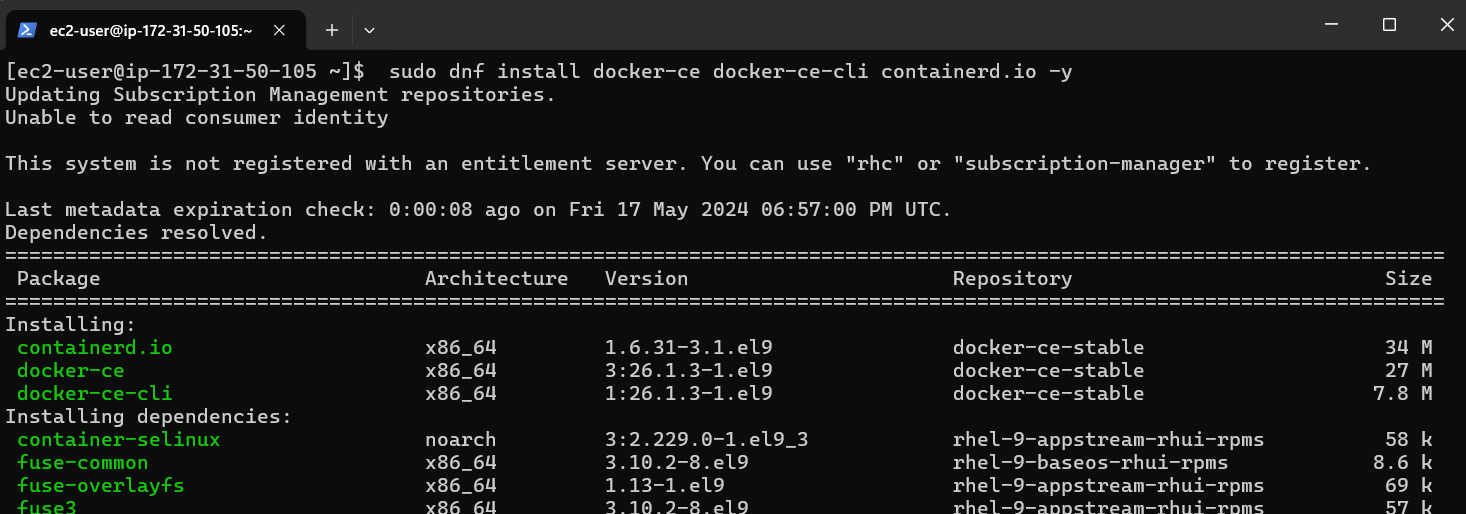 ec2-user@ip-172-31-50-105:~
[ec2-user@ip-172-31-50-105 ~]$  sudo dnf install docker-ce docker-ce-cli containerd.io -y
Updating Subscription Management repositories.
Unable to read consumer identity
This system is not registered with an entitlement server. You can use "rhc" or "subscription-manager" to register.
Last metadata expiration check: 0:00:08 ago on Fri 17 May 2024 06:57:00 PM UTC.
Dependencies resolved.
========================================================================================================================
Package Architecture Version Repository Size
========================================================================================================================
Installing:
containerd.io x86_64 1.6.31-3.1.el9 docker-ce-stable 34 M
docker-ce x86_64 3:26.1.3-1.el9 docker-ce-stable 27 M
docker-ce-cli x86_64 1:26.1.3-1.el9 docker-ce-stable 7.8 M
Installing dependencies:
container-selinux noarch 3:2.229.0-1.el9_3 rhel-9-appstream-rhui-rpms 58 k
fuse-common x86_64 3.10.2-8.el9 rhel-9-baseos-rhui-rpms 8.6 k
fuse-overlayfs x86_64 1.13-1.el9 rhel-9-appstream-rhui-rpms 69 k
fuse3 x86_64 3.10.2-8.el9 rhel-9-appstream-rhui-rpms 57 k